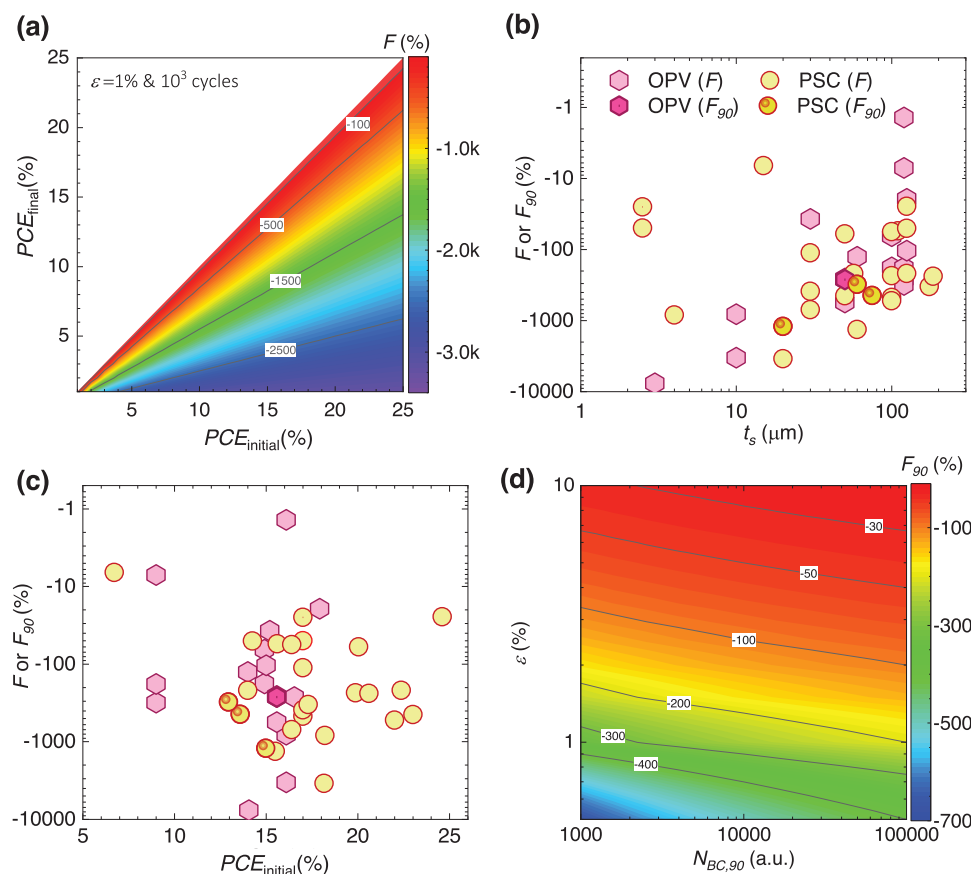 (a)
F (%)
25
20
15
10
5
ε =1% & 10³ cycles
-100
-500
-1500
-2500
-1.0k
-2.0k
-3.0k
PCE_final(%)
5
10
15
20
25
PCE_initial(%)
(b)
OPV (F)
PSC (F)
OPV (F_90)
PSC (F_90)
-1
-10
-100
-1000
-10000
F or F_90 (%)
1
10
100
t_s (μm)
(c)
-1
-10
-100
-1000
-10000
F or F_90 (%)
5
10
15
20
25
PCE_initial(%)
(d)
F_90 (%)
10
1
ε (%)
-30
-50
-100
-200
-300
-400
-100
-300
-500
-700
1000
10000
100000
N_BC,90 (a.u.)